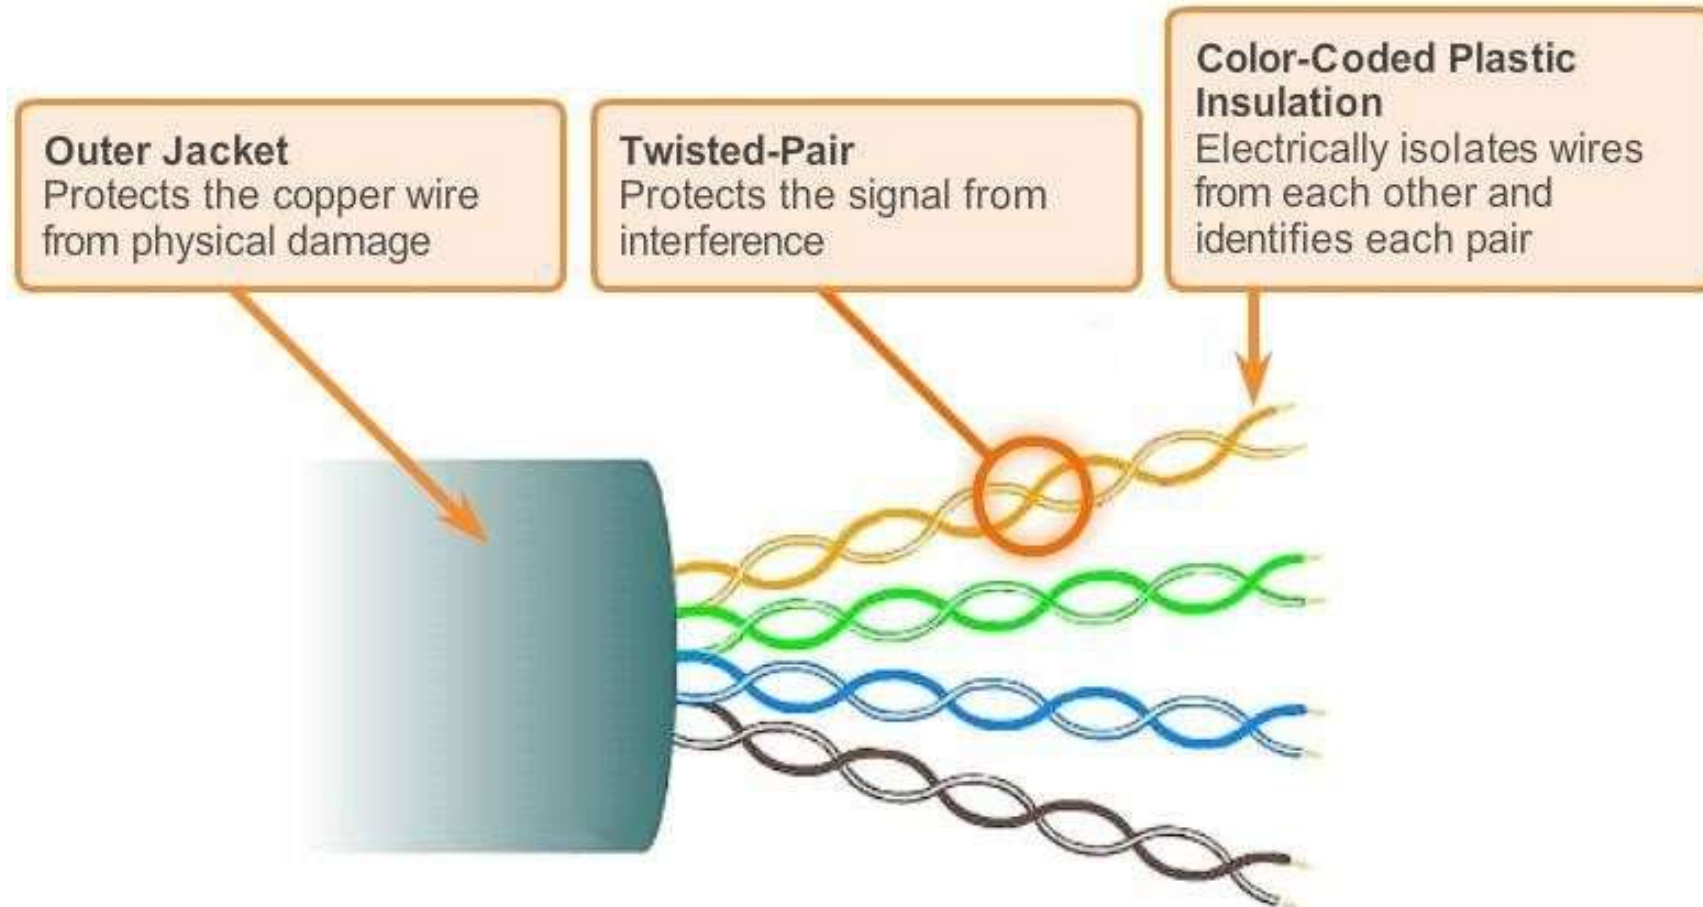 Outer Jacket
Protects the copper wire
from physical damage
Twisted-Pair
Protects the signal from
interference
Color-Coded Plastic
Insulation
Electrically isolates wires
from each other and
identifies each pair